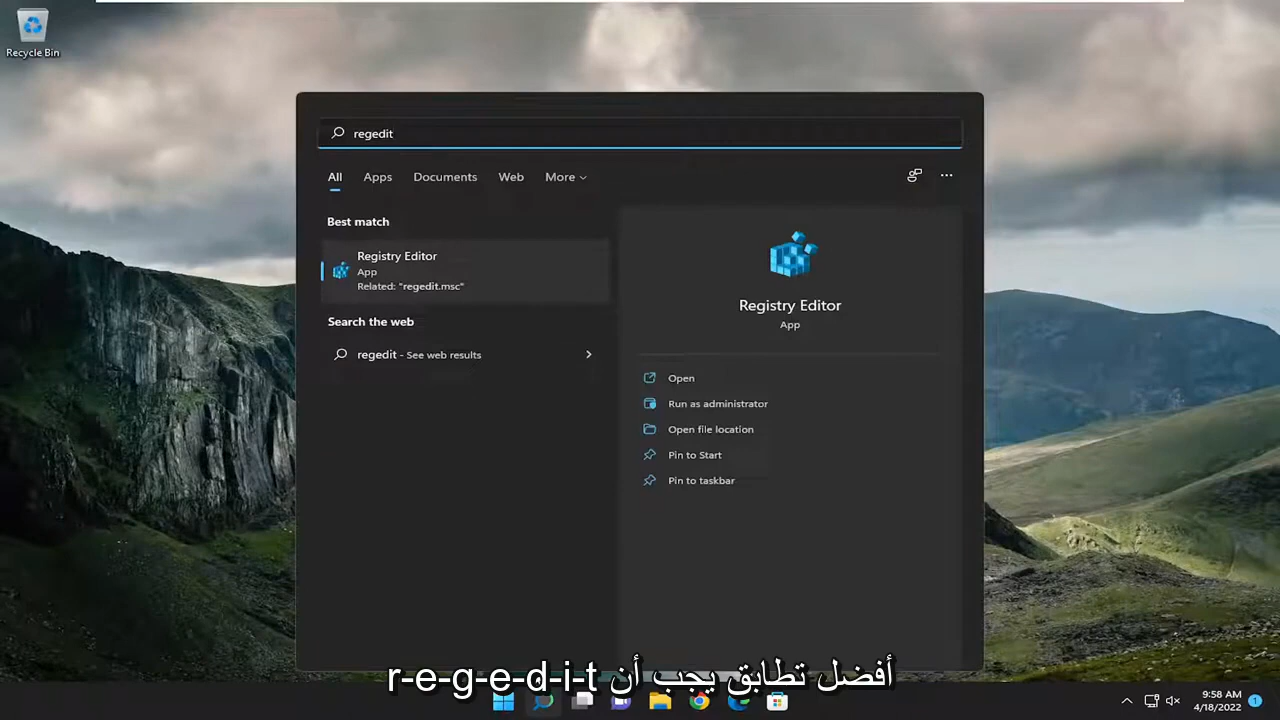 Recycle Bin
regedit
All Apps Documents Web More
Best match
Registry Editor
App
Related: "regedit.msc"
Search the web
regedit - See web results
Registry Editor
App
Open
Run as administrator
Open file location
Pin to Start
Pin to taskbar
أفضل تطابق يجب أن r-e-g-e-d-i-t
9:58 AM
4/18/2022
1